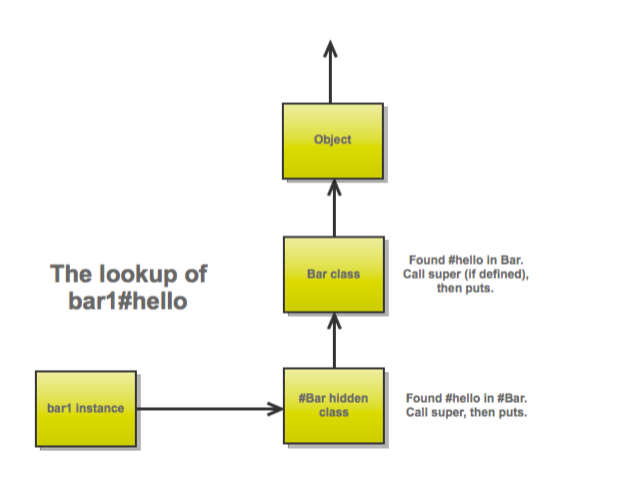 Object
The lookup of
bar1#hello
Bar class
Found #hello in Bar.
Call super (if defined),
then puts.
bar1 instance
#Bar hidden
class
Found #hello in #Bar.
Call super, then puts.